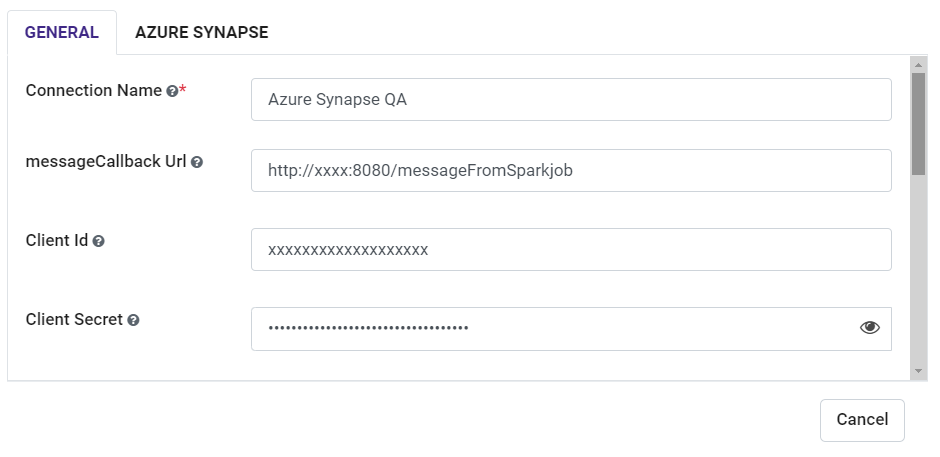 GENERAL AZURE SYNAPSE
Connection Name ?*
Azure Synapse QA
messageCallback Url ?
http://xxxx:8080/messageFromSparkjob
Client Id ?
xxxxxxxxxxxxxxxxxxx
Client Secret ?
•••••••••••••••••••••••••••••••••••
Cancel